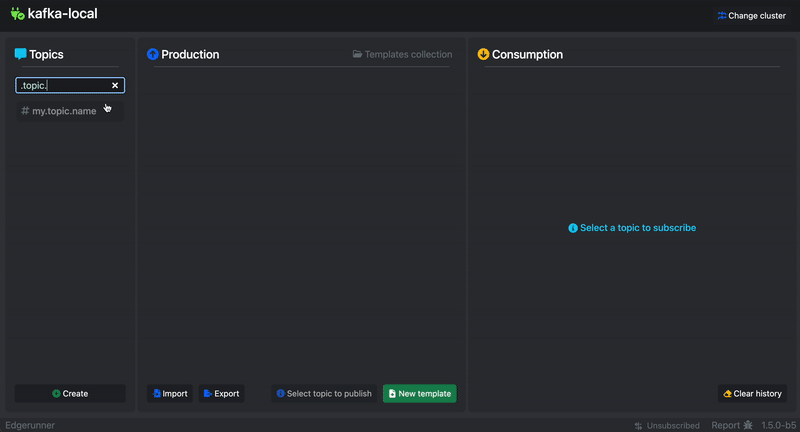 kafka-local
Change cluster
Topics
.topic.
# my.topic.name
Create
Production
Templates collection
Import
Export
Select topic to publish
New template
Consumption
Select a topic to subscribe
Clear history
Edgerunner
Unsubscribed
Report
1.5.0-b5